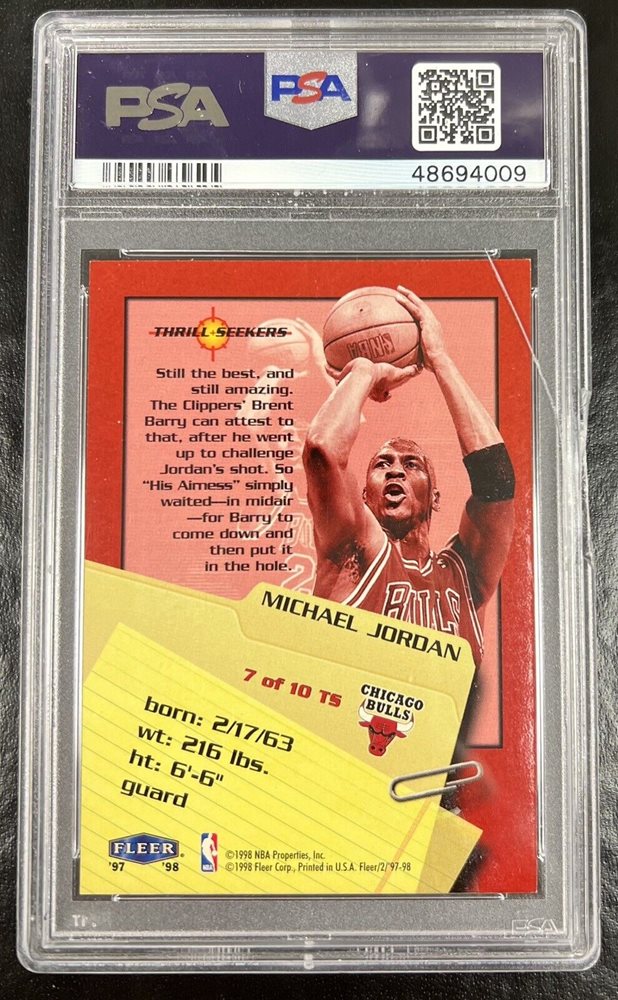 PSA
PSA
48694009
THRILL SEEKERS
Still the best, and
still amazing.
The Clippers' Brent
Barry can attest to
that, after he went
up to challenge
Jordan's shot. So
"His Airness" simply
waited—in midair
—for Barry to
come down and
then put it
in the hole.
BULLS
MICHAEL JORDAN
7 of 10 TS
CHICAGO
BULLS
born: 2/17/63
wt: 216 lbs.
ht: 6'-6"
guard
FLEER
'97 '98
NBA
©1998 NBA Properties, Inc.
©1998 Fleer Corp., Printed in U.S.A. Fleer/2/'97-98
PSA